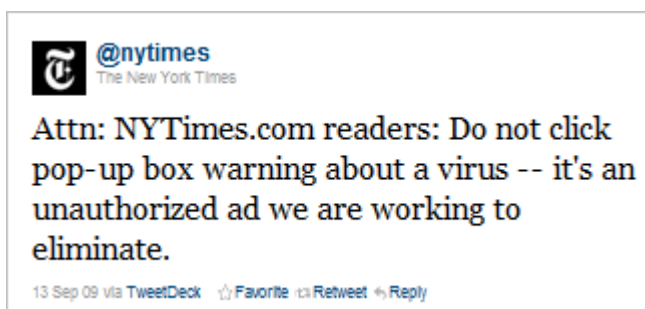 @nytimes
The New York Times
Attn: NYTimes.com readers: Do not click
pop-up box warning about a virus -- it's an
unauthorized ad we are working to
eliminate.
13 Sep 09 via TweetDeck Favorite Retweet Reply